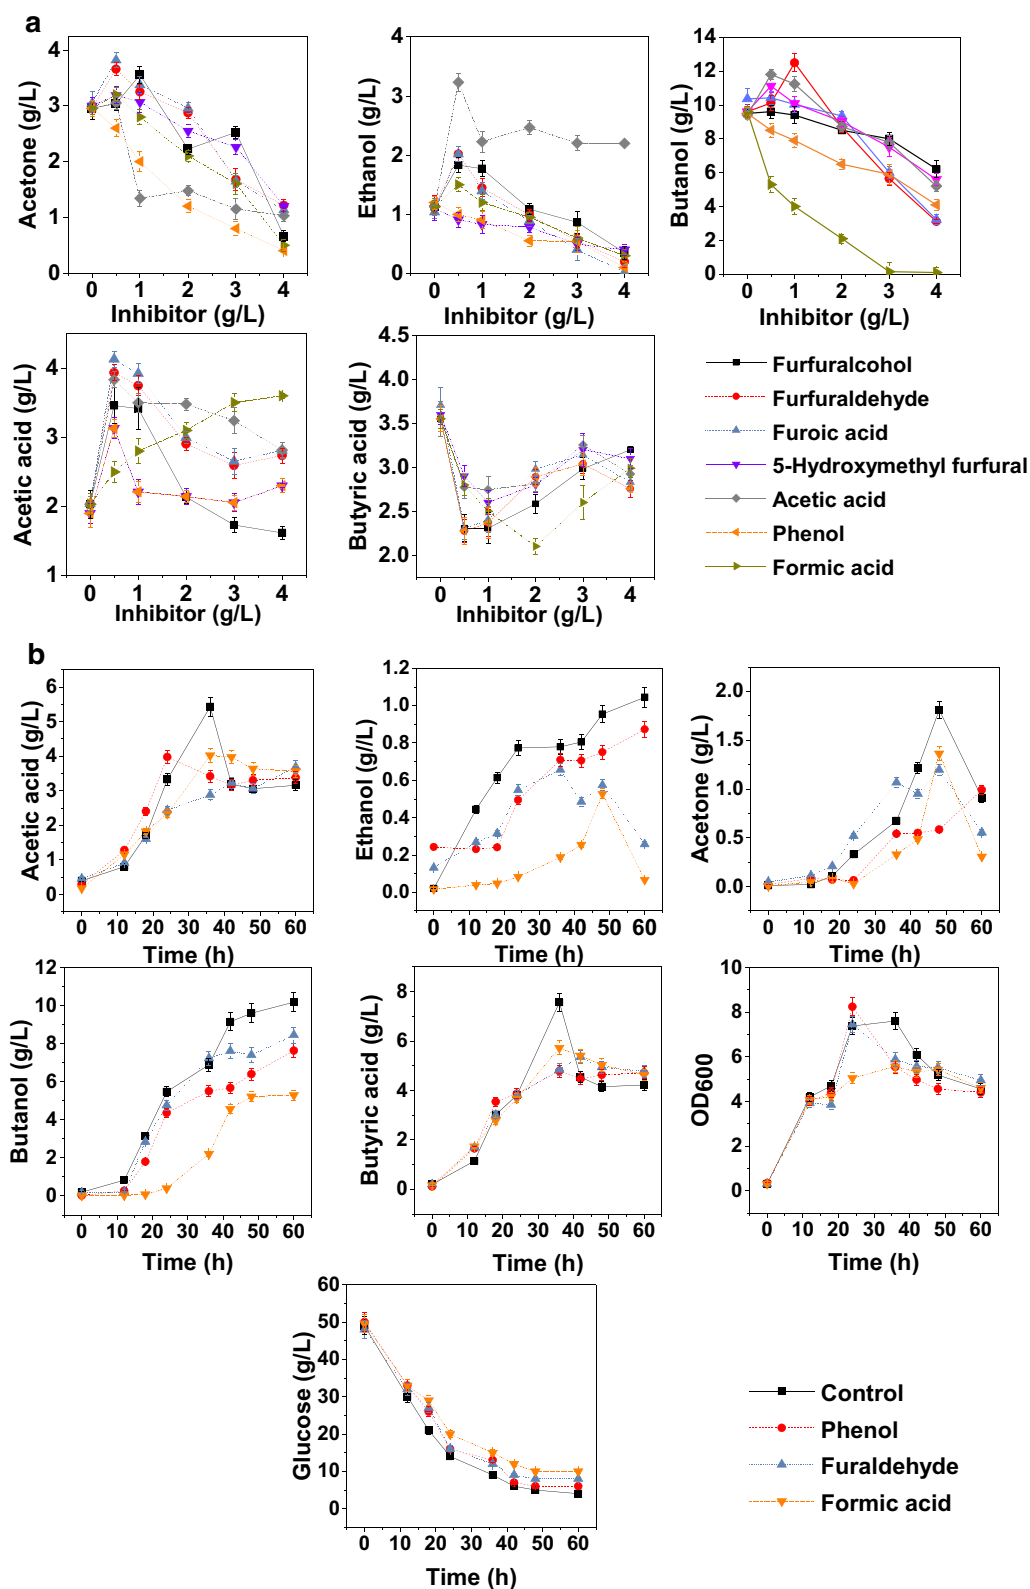 a
Acetone (g/L)
4
3
2
1
0
0 1 2 3 4
Inhibitor (g/L)
Ethanol (g/L)
4
3
2
1
0
0 1 2 3 4
Inhibitor (g/L)
Butanol (g/L)
14
12
10
8
6
4
2
0
0 1 2 3 4
Inhibitor (g/L)
Acetic acid (g/L)
4
3
2
1
0 1 2 3 4
Inhibitor (g/L)
Butyric acid (g/L)
4.5
4.0
3.5
3.0
2.5
2.0
0 1 2 3 4
Inhibitor (g/L)
Furfuralcohol
Furfuraldehyde
Furoic acid
5-Hydroxymethyl furfural
Acetic acid
Phenol
Formic acid
b
Acetic acid (g/L)
6
5
4
3
2
1
0
0 10 20 30 40 50 60
Time (h)
Ethanol (g//L)
1.2
1.0
0.8
0.6
0.4
0.2
0.0
0 10 20 30 40 50 60
Time (h)
Acetone (g/L)
2.0
1.5
1.0
0.5
0.0
0 10 20 30 40 50 60
Time (h)
Butanol (g/L)
12
10
8
6
4
2
0
0 10 20 30 40 50 60
Time (h)
Butyric acid (g/L)
8
6
4
2
0
0 10 20 30 40 50 60
Time (h)
OD600
10
8
6
4
2
0
0 10 20 30 40 50 60
Time (h)
Glucose (g/L)
60
50
40
30
20
10
0
0 10 20 30 40 50 60
Time (h)
Control
Phenol
Furaldehyde
Formic acid